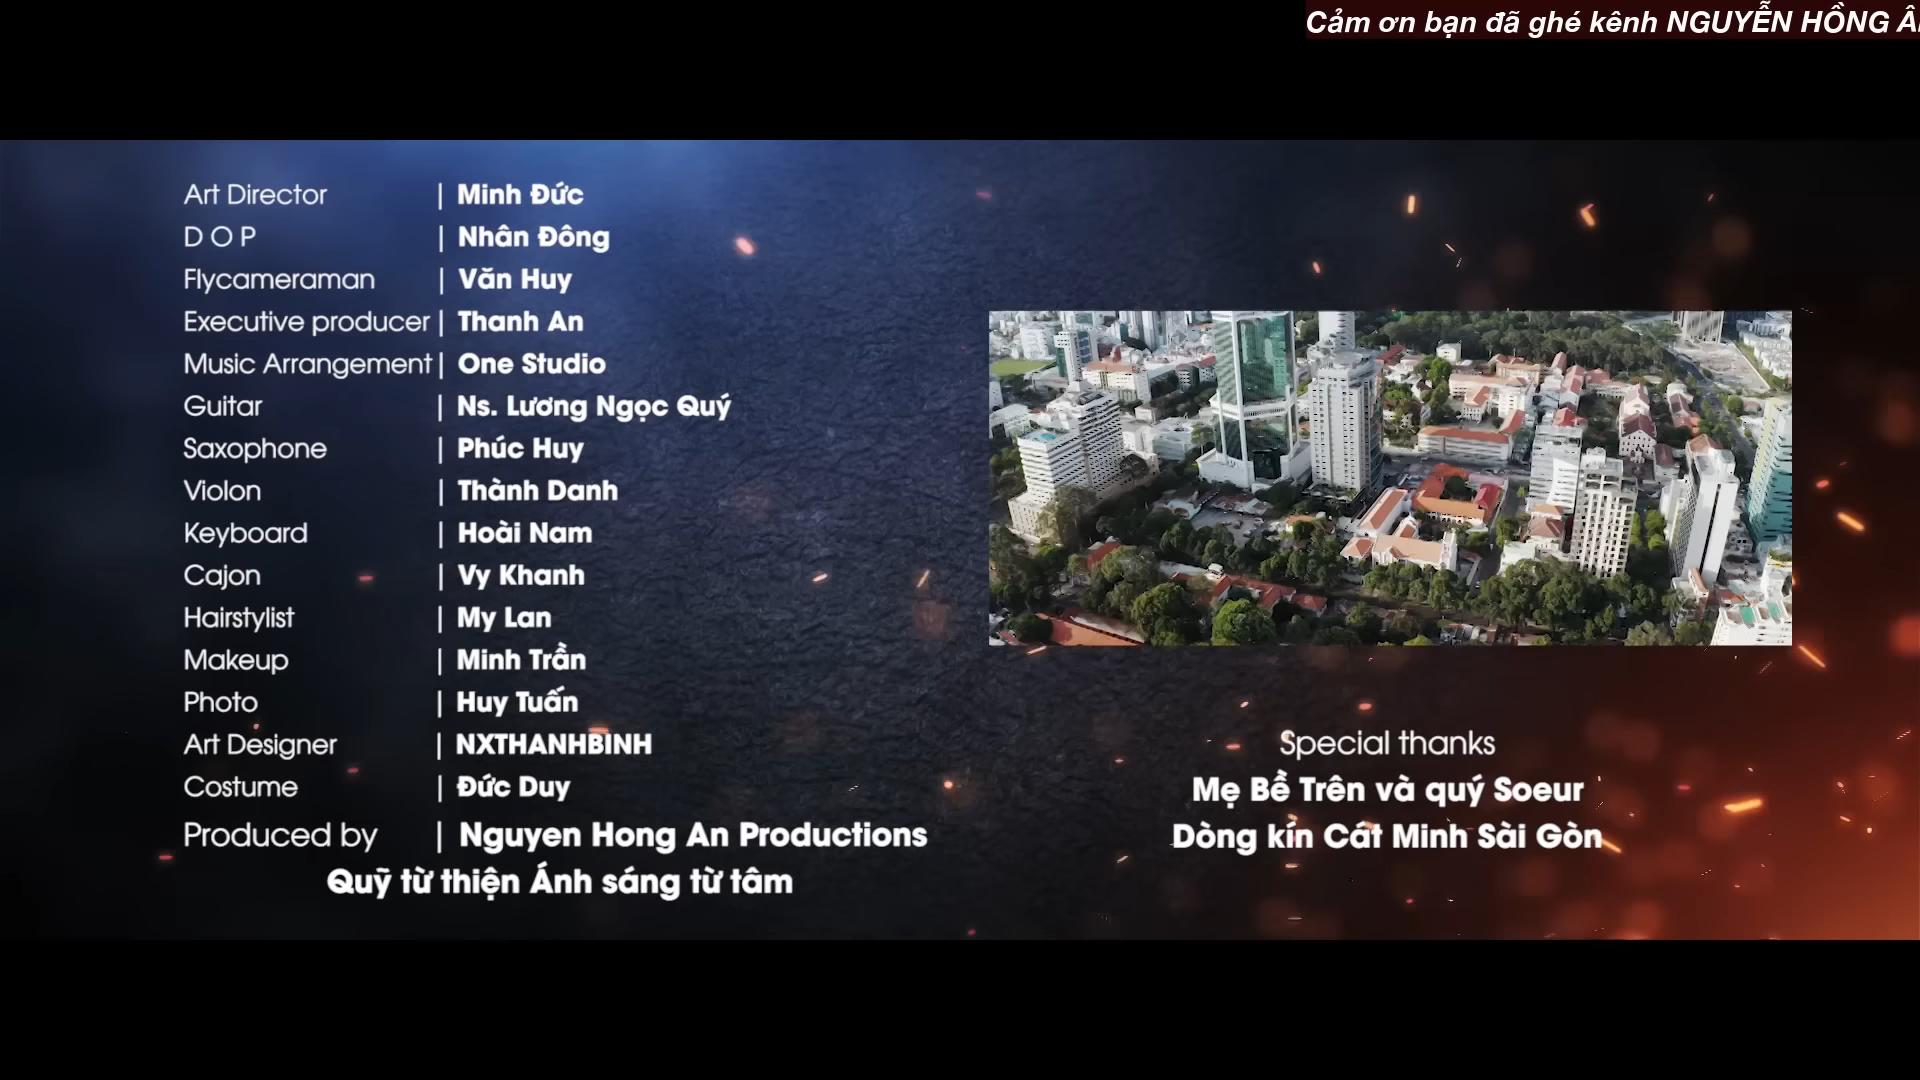 Cảm ơn bạn đã ghé kênh NGUYỄN HỒNG
Art Director | Minh Đức
D O P | Nhân Đông
Flycameraman | Văn Huy
Executive producer | Thanh An
Music Arrangement | One Studio
Guitar | Ns. Lương Ngọc Quý
Saxophone | Phúc Huy
Violon | Thành Danh
Keyboard | Hoài Nam
Cajon | Vy Khanh
Hairstylist | My Lan
Makeup | Minh Trần
Photo | Huy Tuấn
Art Designer | NXTHANHBINH
Costume | Đức Duy
Produced by | Nguyen Hong An Productions
Quỹ từ thiện Ánh sáng từ tâm
Special thanks
Mẹ Bề Trên và quý Soeur
Dòng kín Cát Minh Sài Gòn